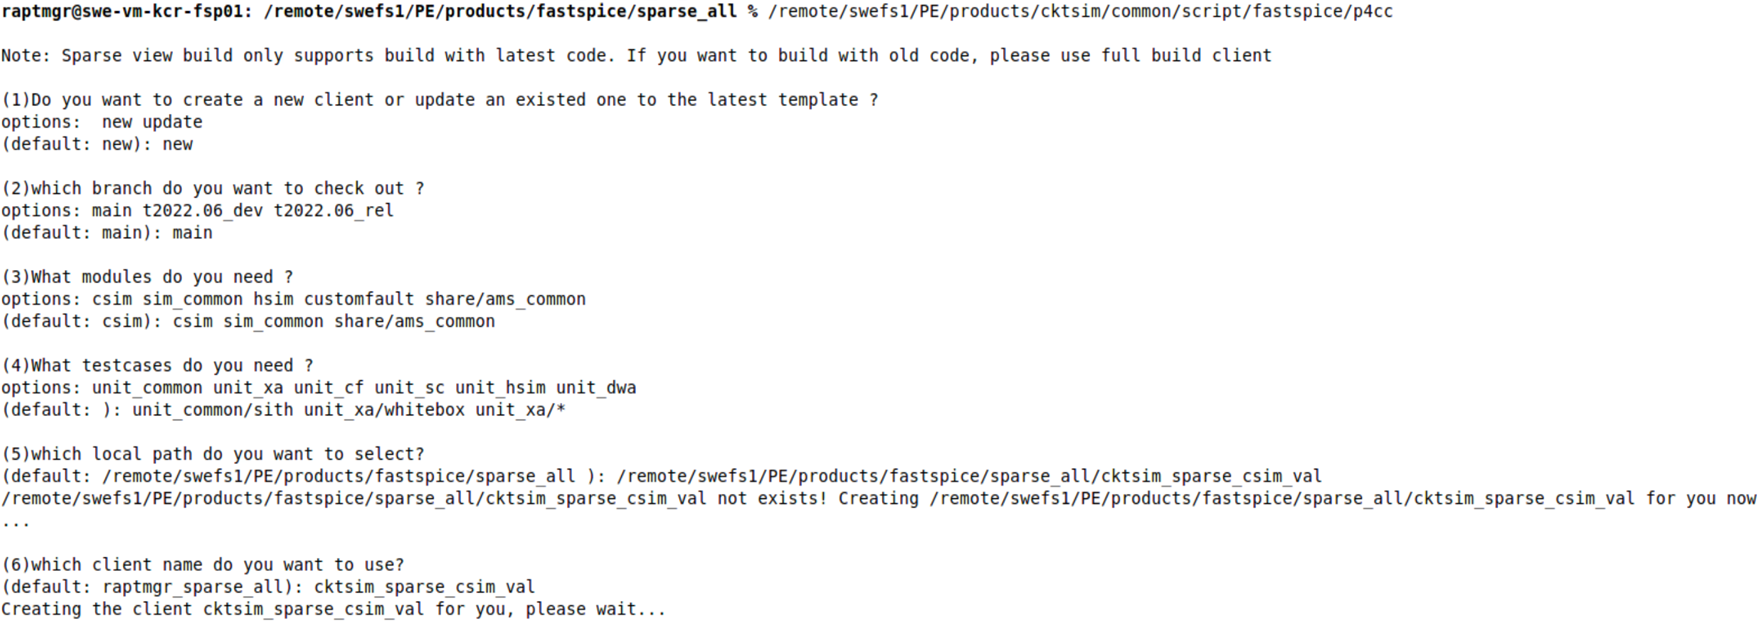 raptmgr@swe-vm-kcr-fsp01: /remote/swefs1/PE/products/fastspice/sparse_all % /remote/swefs1/PE/products/cktsim/common/script/fastspice/p4cc
Note: Sparse view build only supports build with latest code. If you want to build with old code, please use full build client
(1)Do you want to create a new client or update an existed one to the latest template ?
options:  new update
(default: new): new
(2)which branch do you want to check out ?
options: main t2022.06_dev t2022.06_rel
(default: main): main
(3)What modules do you need ?
options: csim sim_common hsim customfault share/ams_common
(default: csim): csim sim_common share/ams_common
(4)What testcases do you need ?
options: unit_common unit_xa unit_cf unit_sc unit_hsim unit_dwa
(default: ): unit_common/sith unit_xa/whitebox unit_xa/*
(5)which local path do you want to select?
(default: /remote/swefs1/PE/products/fastspice/sparse_all ): /remote/swefs1/PE/products/fastspice/sparse_all/cktsim_sparse_csim_val
/remote/swefs1/PE/products/fastspice/sparse_all/cktsim_sparse_csim_val not exists! Creating /remote/swefs1/PE/products/fastspice/sparse_all/cktsim_sparse_csim_val for you now
...
(6)which client name do you want to use?
(default: raptmgr_sparse_all): cktsim_sparse_csim_val
Creating the client cktsim_sparse_csim_val for you, please wait...